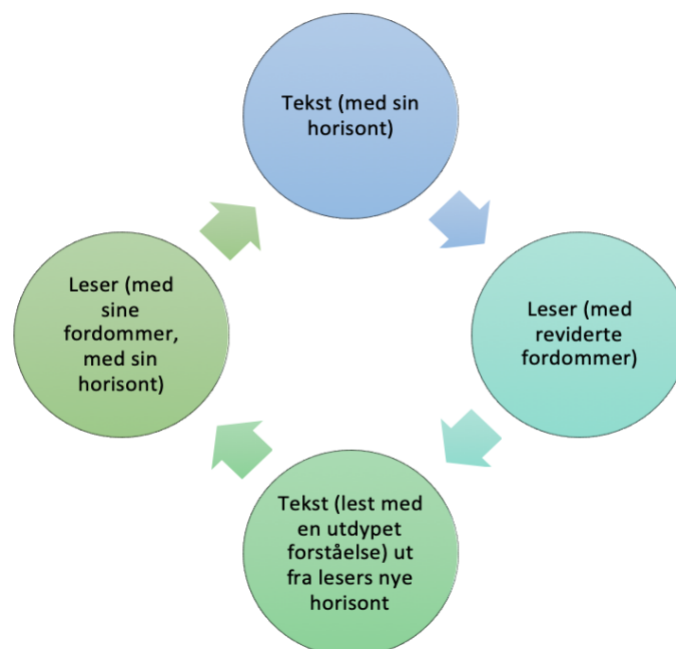 Tekst (med sin
horisont)
Leser (med
reviderte
fordommer)
Tekst (lest med
en utdypet
forståelse) ut
fra lesers nye
horisont
Leser (med
sine
fordommer,
med sin
horisont)